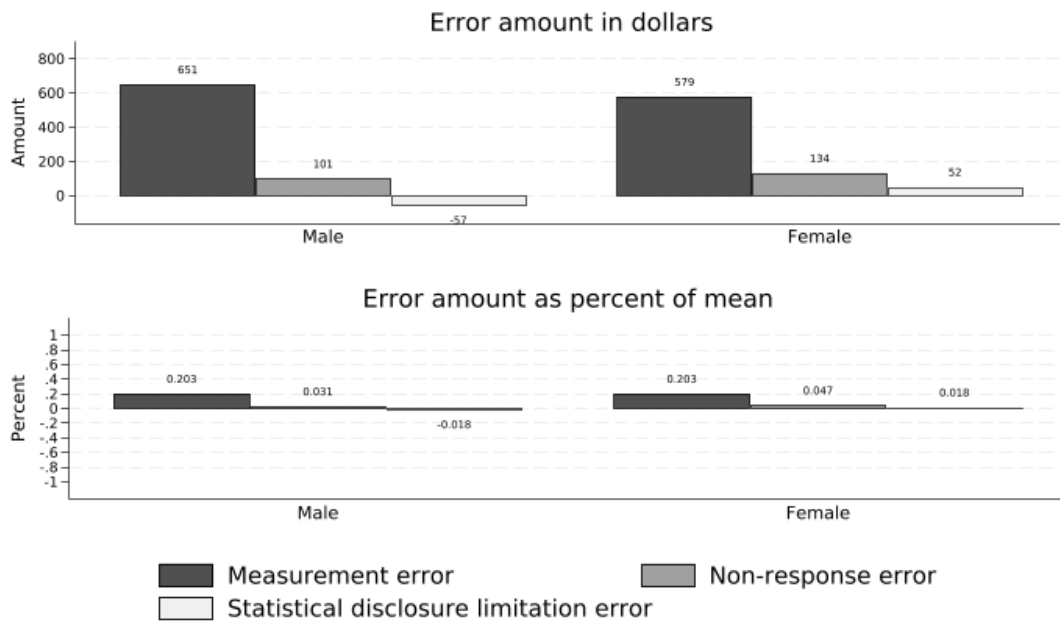 Error amount in dollars
Amount
800
600
400
200
0
651
101
-57
579
134
52
Male
Female
Error amount as percent of mean
Percent
1
.8
.6
.4
.2
0
-.2
-.4
-.6
-.8
-1
0.203
0.031
-0.018
0.203
0.047
0.018
Male
Female
Measurement error
Non-response error
Statistical disclosure limitation error